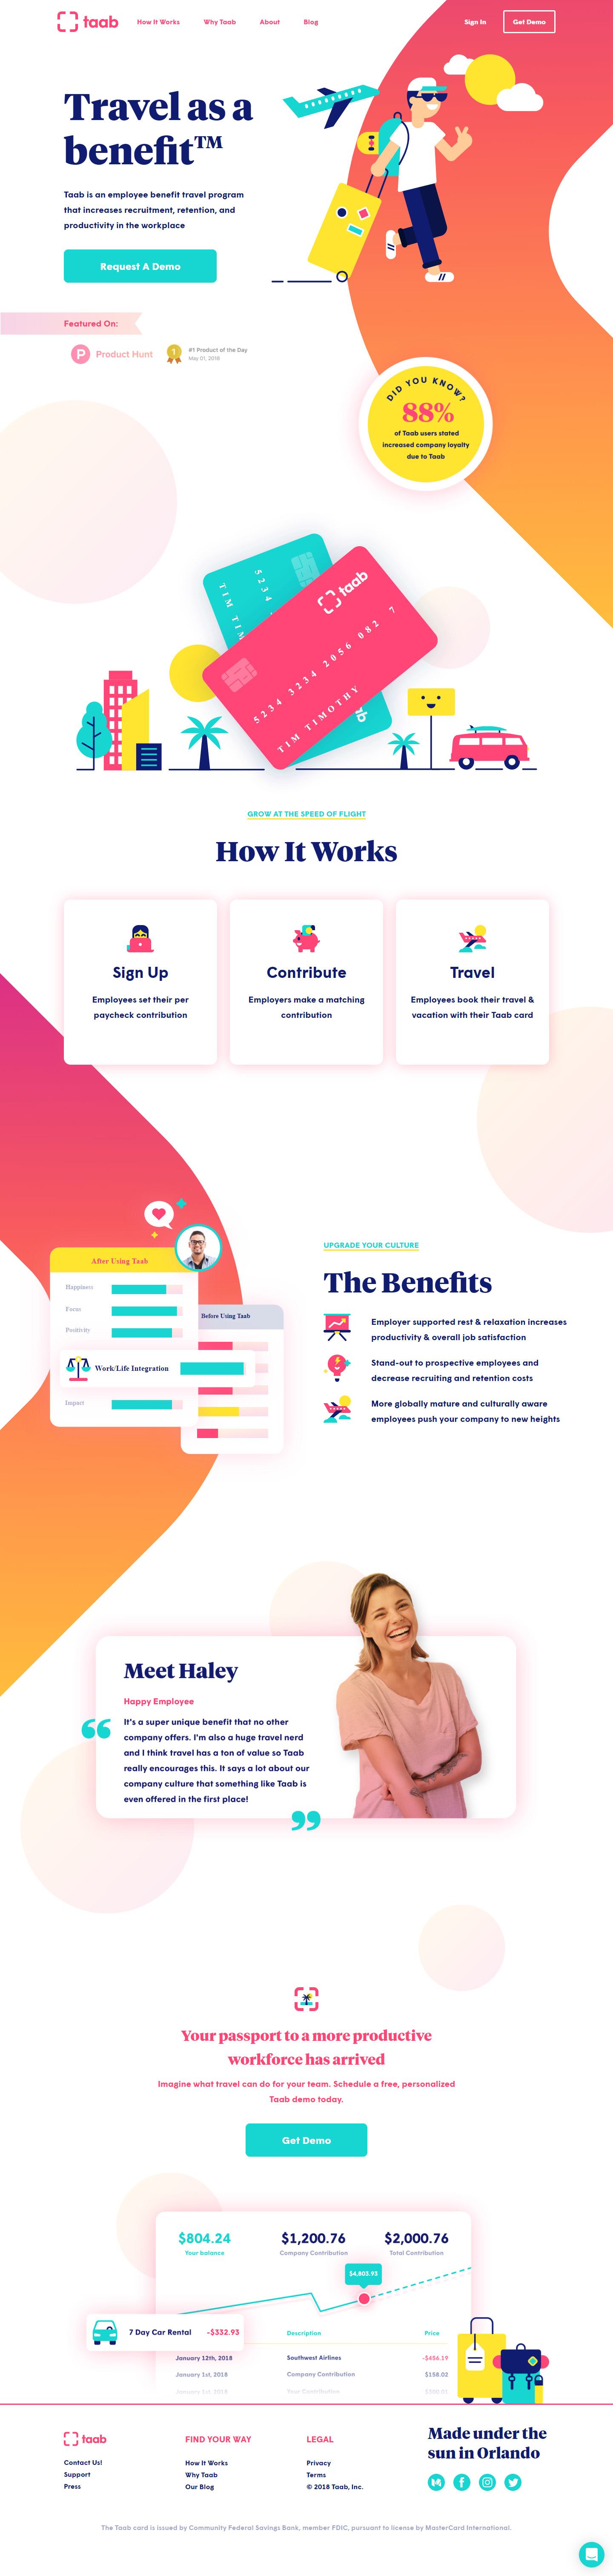 taab
How It Works
Why Taab
About
Blog
Sign In
Get Demo
Travel as a
benefit™
Taab is an employee benefit travel program
that increases recruitment, retention, and
productivity in the workplace
Request A Demo
Featured On:
P Product Hunt
1
#1 Product of the Day
May 01, 2018
DID YOU KNOW?
88%
of Taab users stated
increased company loyalty
due to Taab
5234
TIM TIM
taab
5234 3234 2056 082 7
TIM TIMOTHY
GROW AT THE SPEED OF FLIGHT
How It Works
Sign Up
Employees set their per
paycheck contribution
Contribute
Employers make a matching
contribution
Travel
Employees book their travel &
vacation with their Taab card
After Using Taab
Happiness
Focus
Positivity
Work/Life Integration
Impact
Before Using Taab
UPGRADE YOUR CULTURE
The Benefits
Employer supported rest & relaxation increases
productivity & overall job satisfaction
Stand-out to prospective employees and
decrease recruiting and retention costs
More globally mature and culturally aware
employees push your company to new heights
Meet Haley
Happy Employee
“
It's a super unique benefit that no other
company offers. I'm also a huge travel nerd
and I think travel has a ton of value so Taab
really encourages this. It says a lot about our
company culture that something like Taab is
even offered in the first place!
”
Your passport to a more productive
workforce has arrived
Imagine what travel can do for your team. Schedule a free, personalized
Taab demo today.
Get Demo
$804.24
Your balance
$1,200.76
Company Contribution
$2,000.76
Total Contribution
$4,803.93
7 Day Car Rental -$332.93
Description
Price
January 12th, 2018
Southwest Airlines
-$456.19
January 1st, 2018
Company Contribution
$158.02
January 1st, 2018
Your Contribution
taab
Contact Us!
Support
Press
FIND YOUR WAY
How It Works
Why Taab
Our Blog
LEGAL
Privacy
Terms
© 2018 Taab, Inc.
Made under the
sun in Orlando
The Taab card is issued by Community Federal Savings Bank, member FDIC, pursuant to license by MasterCard International.